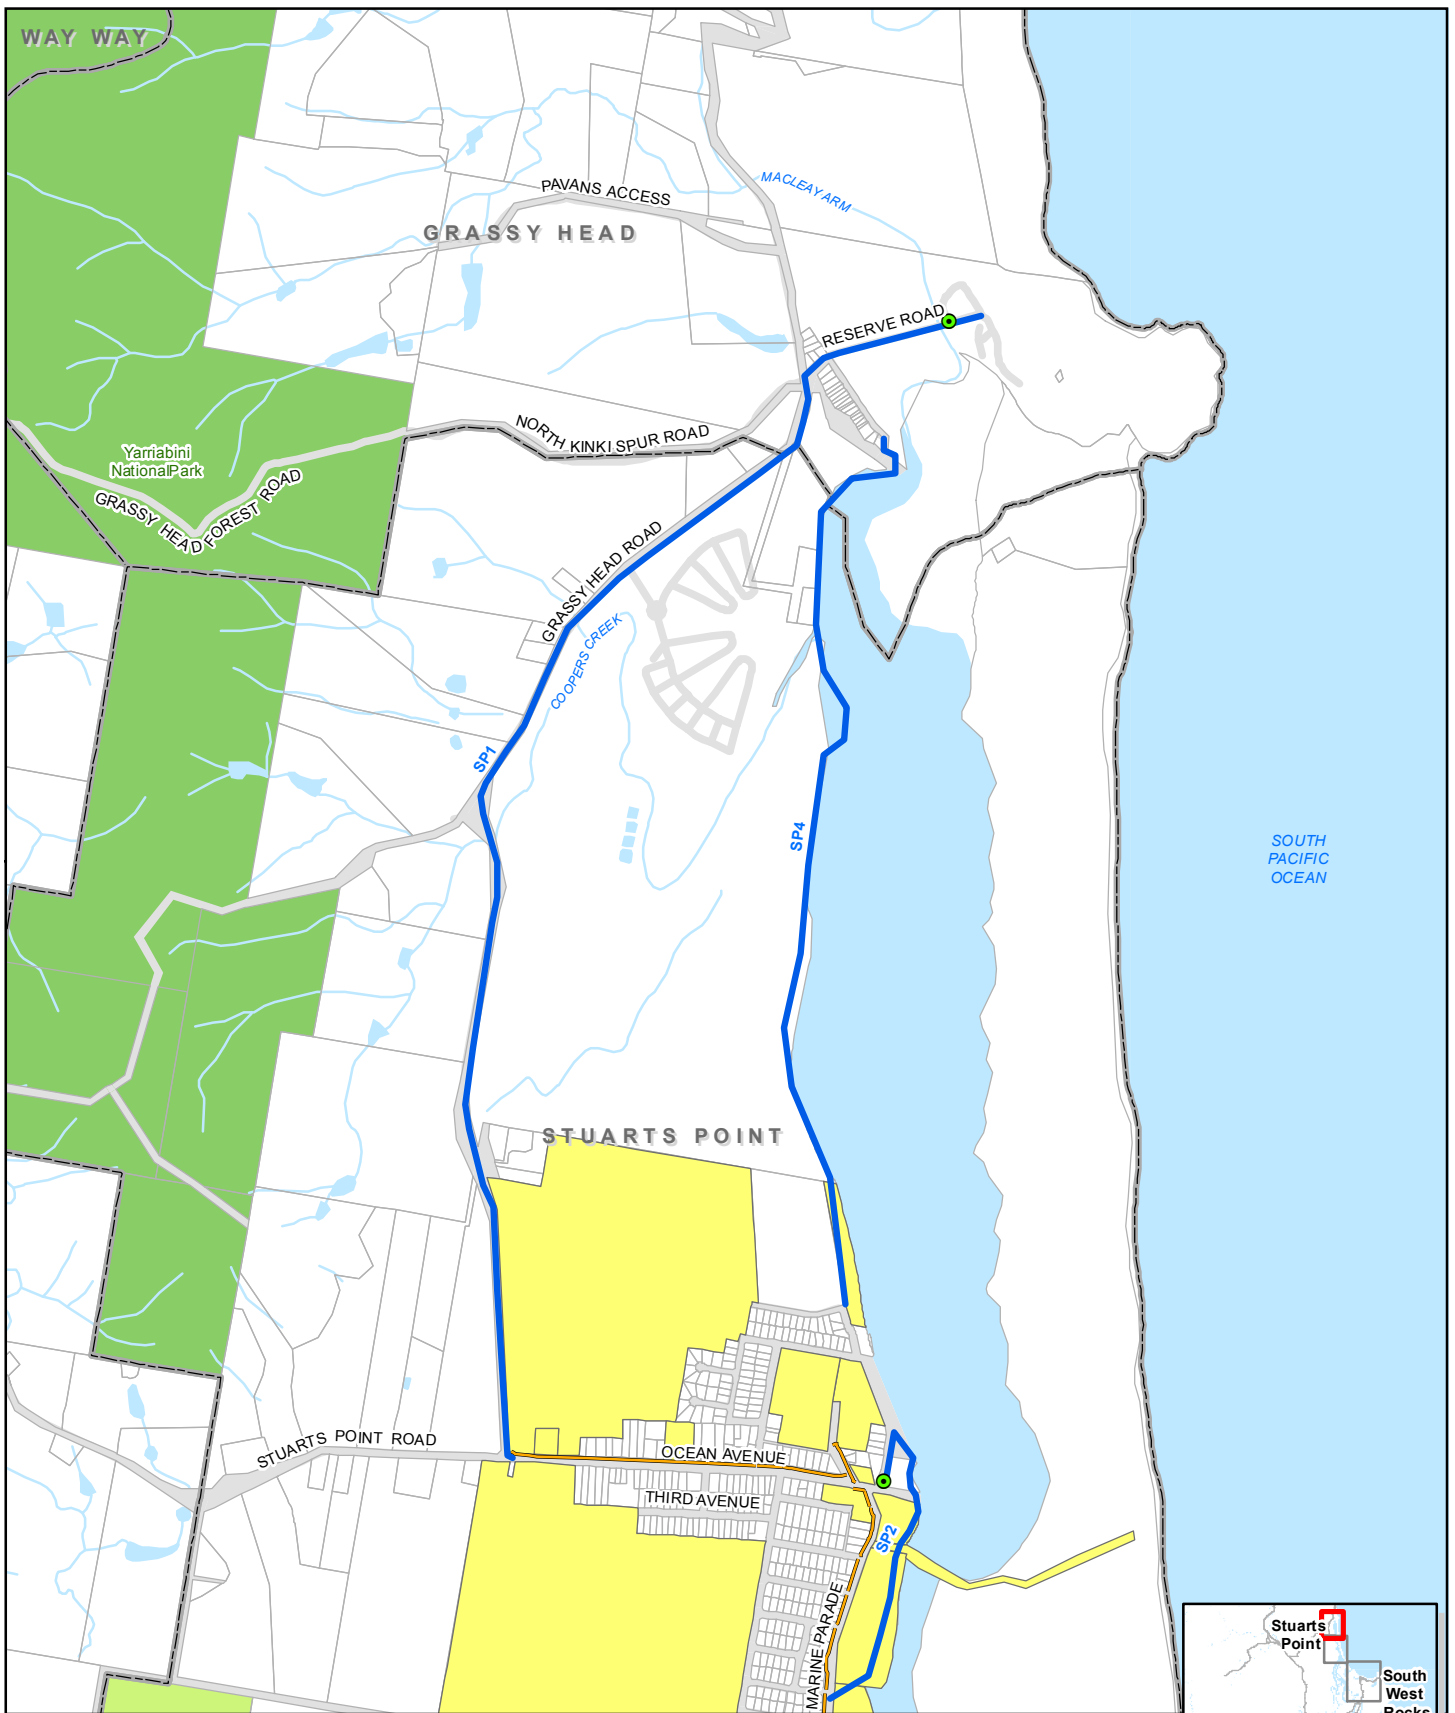 WAY WAY
PAVANS ACCESS
MACLEAY ARM
GRASSY HEAD
RESERVE ROAD
NORTH KINKI SPUR ROAD
Yarriabini
NationalPark
GRASSY HEAD FOREST ROAD
GRASSY HEAD ROAD
COOPERS CREEK
SP1
SP4
SOUTH
PACIFIC
OCEAN
STUARTS POINT
STUARTS POINT ROAD
OCEAN AVENUE
THIRD AVENUE
SP2
MARINE PARADE
Stuarts
Point
South
West
Rocks